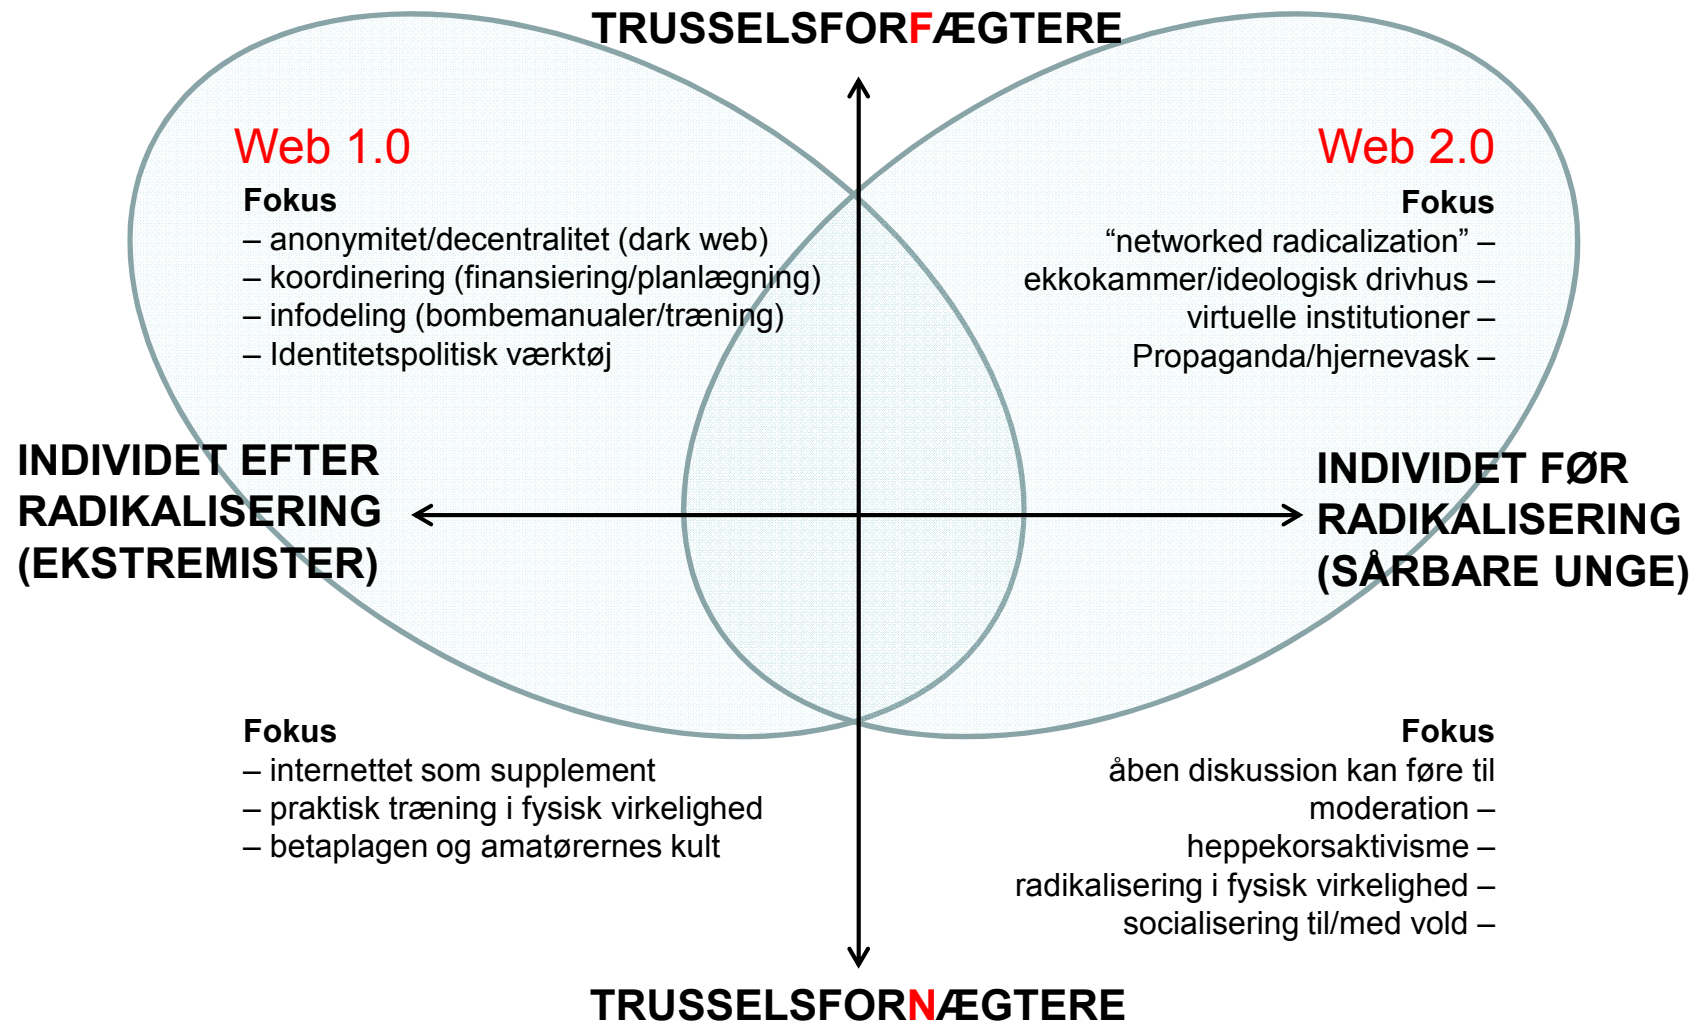 TRUSSELSFORFÆGTERE
Web 1.0
Fokus
– anonymitet/decentralitet (dark web)
– koordinering (finansiering/planlægning)
– infodeling (bombemanualer/træning)
– Identitetspolitisk værktøj
Web 2.0
Fokus
“networked radicalization” –
ekkokammer/ideologisk drivhus –
virtuelle institutioner –
Propaganda/hjernevask –
INDIVIDET EFTER
RADIKALISERING
(EKSTREMISTER)
INDIVIDET FØR
RADIKALISERING
(SÅRBARE UNGE)
Fokus
– internettet som supplement
– praktisk træning i fysisk virkelighed
– betaplagen og amatørernes kult
Fokus
åben diskussion kan føre til
moderation –
heppekorsaktivisme –
radikalisering i fysisk virkelighed –
socialisering til/med vold –
TRUSSELSFORNÆGTERE